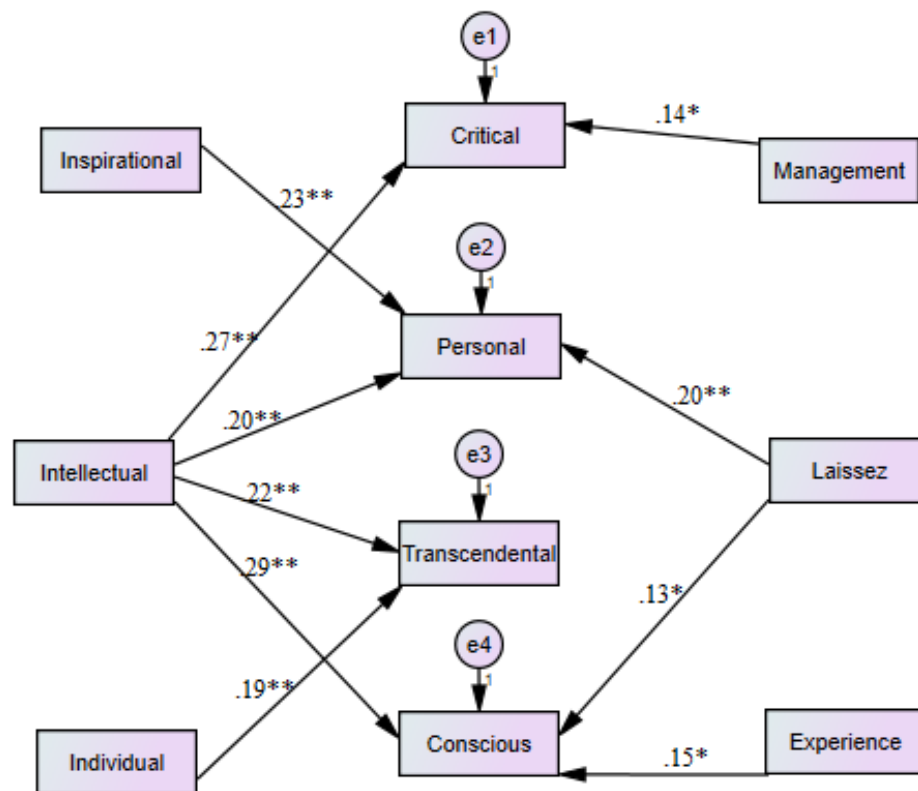 e1
1
Critical
.14*
Inspirational
Management
.23**
e2
1
.27**
Personal
.20**
.20**
Intellectual
e3
Laissez
.22**
1
Transcendental
.29**
.13*
e4
.19**
1
Individual
Conscious
Experience
.15*